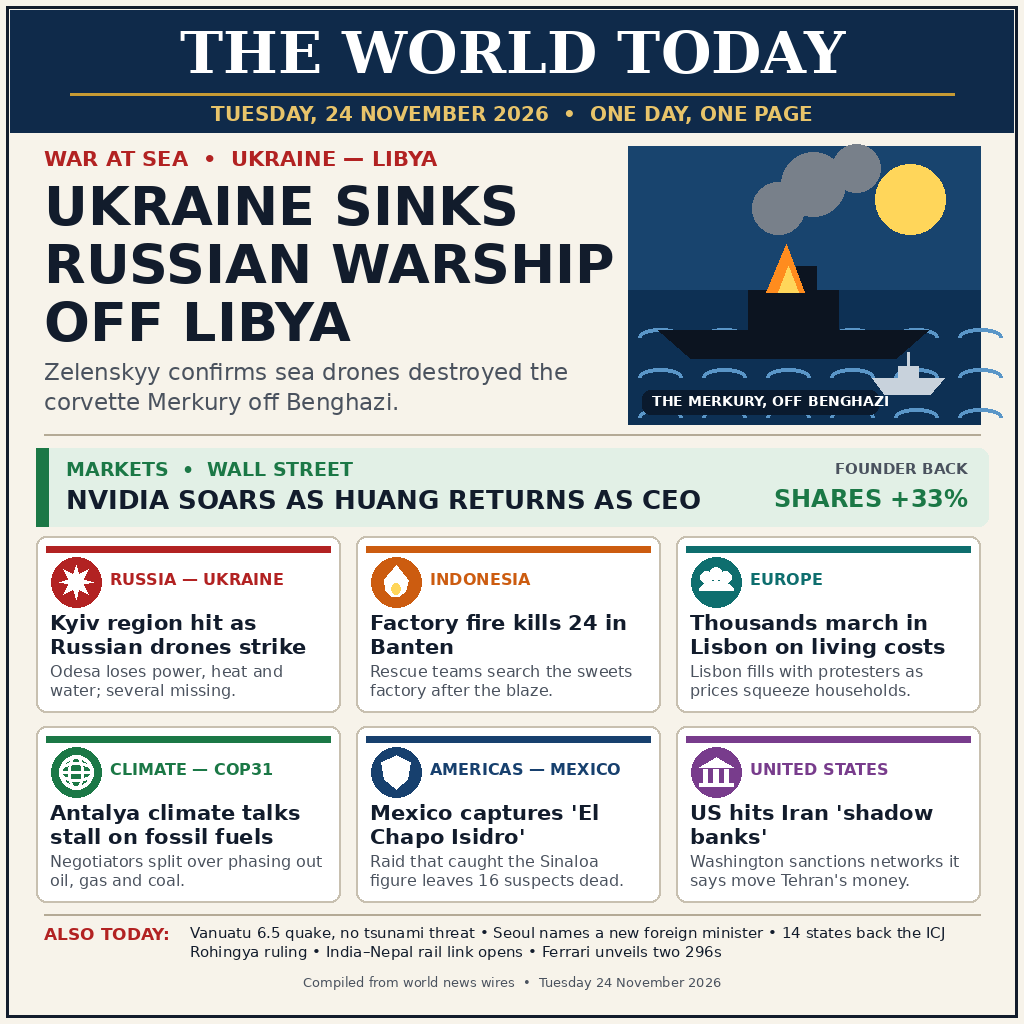 THE WORLD TODAY
TUESDAY, 24 NOVEMBER 2026 • ONE DAY, ONE PAGE
WAR AT SEA • UKRAINE — LIBYA
UKRAINE SINKS
RUSSIAN WARSHIP
OFF LIBYA
Zelenskyy confirms sea drones destroyed the
corvette Merkury off Benghazi.
THE MERKURY, OFF BENGHAZI
MARKETS • WALL STREET
NVIDIA SOARS AS HUANG RETURNS AS CEO
FOUNDER BACK
SHARES +33%
RUSSIA — UKRAINE
Kyiv region hit as
Russian drones strike
Odesa loses power, heat and
water; several missing.
INDONESIA
Factory fire kills 24 in
Banten
Rescue teams search the sweets
factory after the blaze.
EUROPE
Thousands march in
Lisbon on living costs
Lisbon fills with protesters as
prices squeeze households.
CLIMATE — COP31
Antalya climate talks
stall on fossil fuels
Negotiators split over phasing out
oil, gas and coal.
AMERICAS — MEXICO
Mexico captures 'El
Chapo Isidro'
Raid that caught the Sinaloa
figure leaves 16 suspects dead.
UNITED STATES
US hits Iran 'shadow
banks'
Washington sanctions networks it
says move Tehran's money.
ALSO TODAY:
Vanuatu 6.5 quake, no tsunami threat • Seoul names a new foreign minister • 14 states back the ICJ
Rohingya ruling • India–Nepal rail link opens • Ferrari unveils two 296s
Compiled from world news wires • Tuesday 24 November 2026